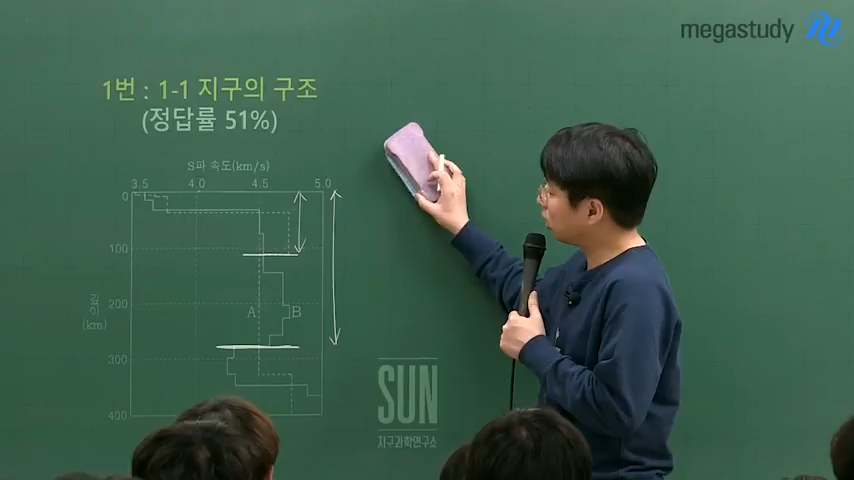 megastudy
1번 : 1-1 지구의 구조
(정답률 51%)
S파 속도(km/s)
3.5 4.0 4.5 5.0
0
100
200
300
400
깊이
(km)
A B
SUN
지구과학연구소